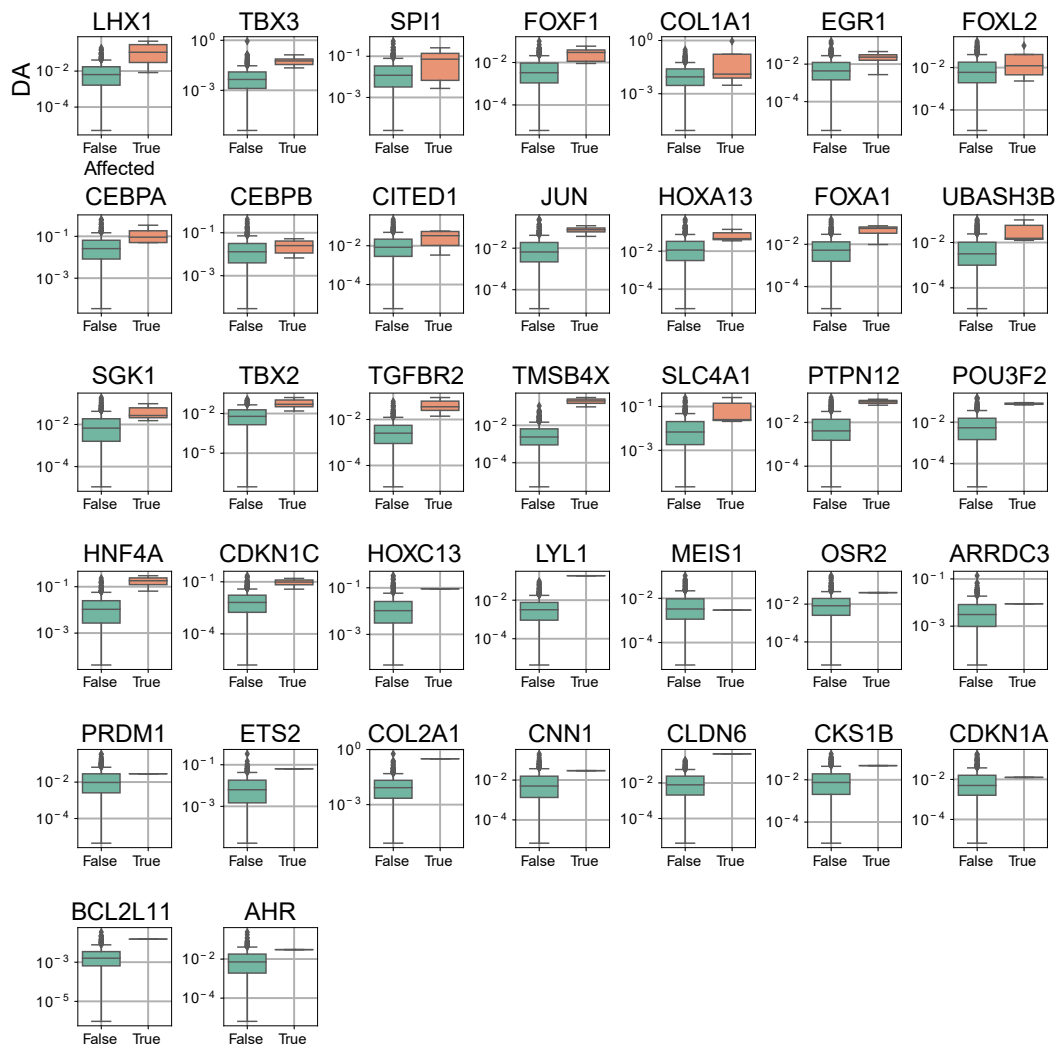 LHX1 TBX3 SPI1 FOXF1 COL1A1 EGR1 FOXL2
DA
10⁻² 10⁻⁴ 10⁰ 10⁻² 10⁻⁴ 10⁻¹ 10⁻³ 10⁻² 10⁻⁴ 10⁻¹ 10⁻³ 10⁻² 10⁻⁴ 10⁻² 10⁻⁴
False True False True False True False True False True False True False True
Affected
CEBPA CEBPB CITED1 JUN HOXA13 FOXA1 UBASH3B
10⁻¹ 10⁻³ 10⁻¹ 10⁻³ 10⁻² 10⁻⁴ 10⁻² 10⁻⁴ 10⁻² 10⁻⁴ 10⁻² 10⁻⁴ 10⁻² 10⁻⁴
False True False True False True False True False True False True False True
SGK1 TBX2 TGFBR2 TMSB4X SLC4A1 PTPN12 POU3F2
10⁻² 10⁻⁴ 10⁻² 10⁻⁵ 10⁻² 10⁻⁴ 10⁻² 10⁻⁴ 10⁻¹ 10⁻³ 10⁻² 10⁻⁴ 10⁻² 10⁻⁴
False True False True False True False True False True False True False True
HNF4A CDKN1C HOXC13 LYL1 MEIS1 OSR2 ARRDC3
10⁻¹ 10⁻³ 10⁻¹ 10⁻⁴ 10⁻¹ 10⁻³ 10⁻² 10⁻⁴ 10⁻² 10⁻⁴ 10⁻² 10⁻⁴ 10⁻¹ 10⁻³
False True False True False True False True False True False True False True
PRDM1 ETS2 COL2A1 CNN1 CLDN6 CKS1B CDKN1A
10⁻² 10⁻⁴ 10⁻¹ 10⁻³ 10⁰ 10⁻³ 10⁻² 10⁻⁴ 10⁻² 10⁻⁴ 10⁻² 10⁻⁴ 10⁻² 10⁻⁴
False True False True False True False True False True False True False True
BCL2L11 AHR
10⁻³ 10⁻⁵ 10⁻² 10⁻⁴
False True False True